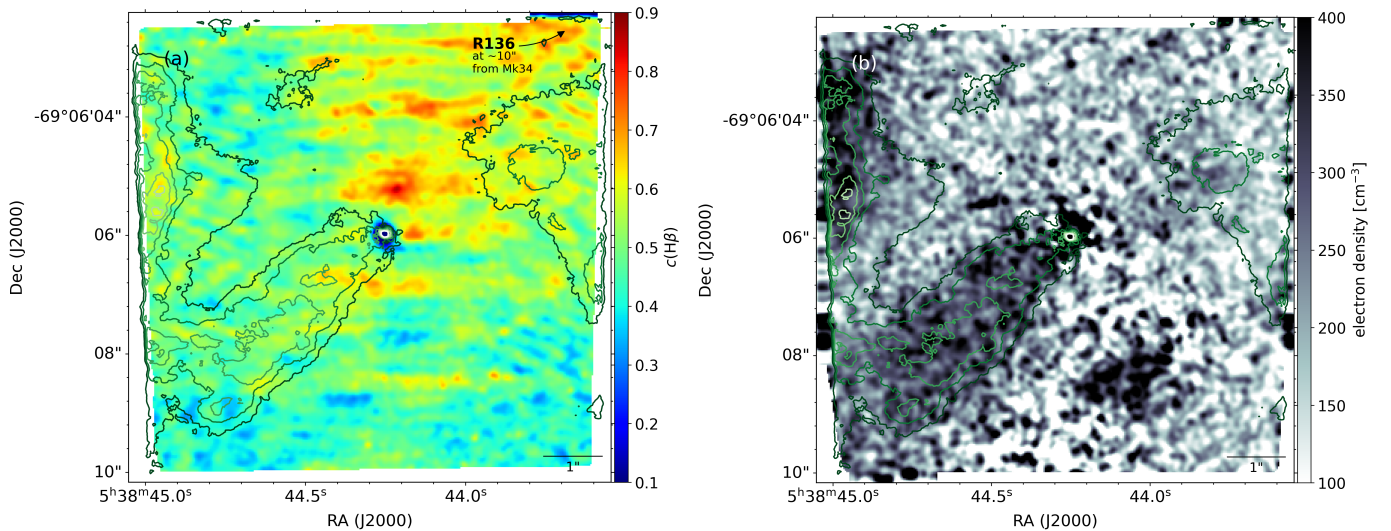 (a)
R136
at ~10"
from Mk34
-69°06'04"
06"
08"
10"
5ʰ38ᵐ45.0ˢ
44.5ˢ
44.0ˢ
RA (J2000)
Dec (J2000)
1"
0.9
0.8
0.7
0.6
0.5
0.4
0.3
0.2
0.1
c(Hβ)
(b)
-69°06'04"
06"
08"
10"
5ʰ38ᵐ45.0ˢ
44.5ˢ
44.0ˢ
RA (J2000)
Dec (J2000)
1"
400
350
300
250
200
150
100
electron density [cm⁻³]